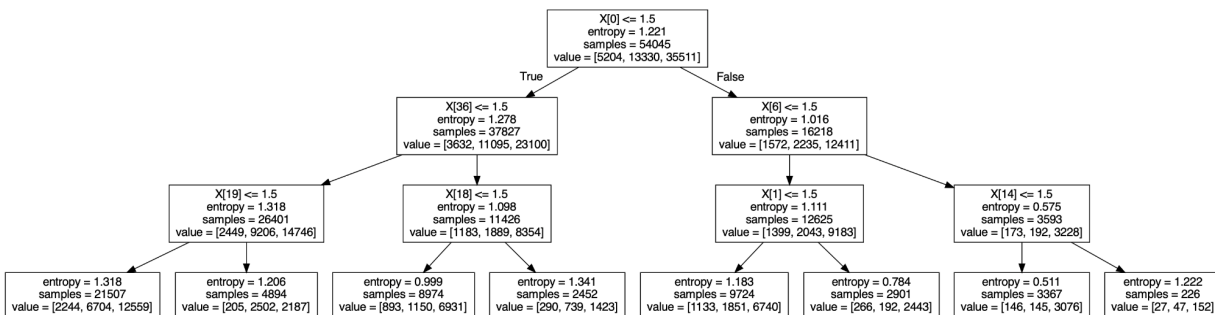 X[0] <= 1.5
entropy = 1.221
samples = 54045
value = [5204, 13330, 35511]
True
False
X[36] <= 1.5
entropy = 1.278
samples = 37827
value = [3632, 11095, 23100]
X[6] <= 1.5
entropy = 1.016
samples = 16218
value = [1572, 2235, 12411]
X[19] <= 1.5
entropy = 1.318
samples = 26401
value = [2449, 9206, 14746]
X[18] <= 1.5
entropy = 1.098
samples = 11426
value = [1183, 1889, 8354]
X[1] <= 1.5
entropy = 1.111
samples = 12625
value = [1399, 2043, 9183]
X[14] <= 1.5
entropy = 0.575
samples = 3593
value = [173, 192, 3228]
entropy = 1.318
samples = 21507
value = [2244, 6704, 12559]
entropy = 1.206
samples = 4894
value = [205, 2502, 2187]
entropy = 0.999
samples = 8974
value = [893, 1150, 6931]
entropy = 1.341
samples = 2452
value = [290, 739, 1423]
entropy = 1.183
samples = 9724
value = [1133, 1851, 6740]
entropy = 0.784
samples = 2901
value = [266, 192, 2443]
entropy = 0.511
samples = 3367
value = [146, 145, 3076]
entropy = 1.222
samples = 226
value = [27, 47, 152]